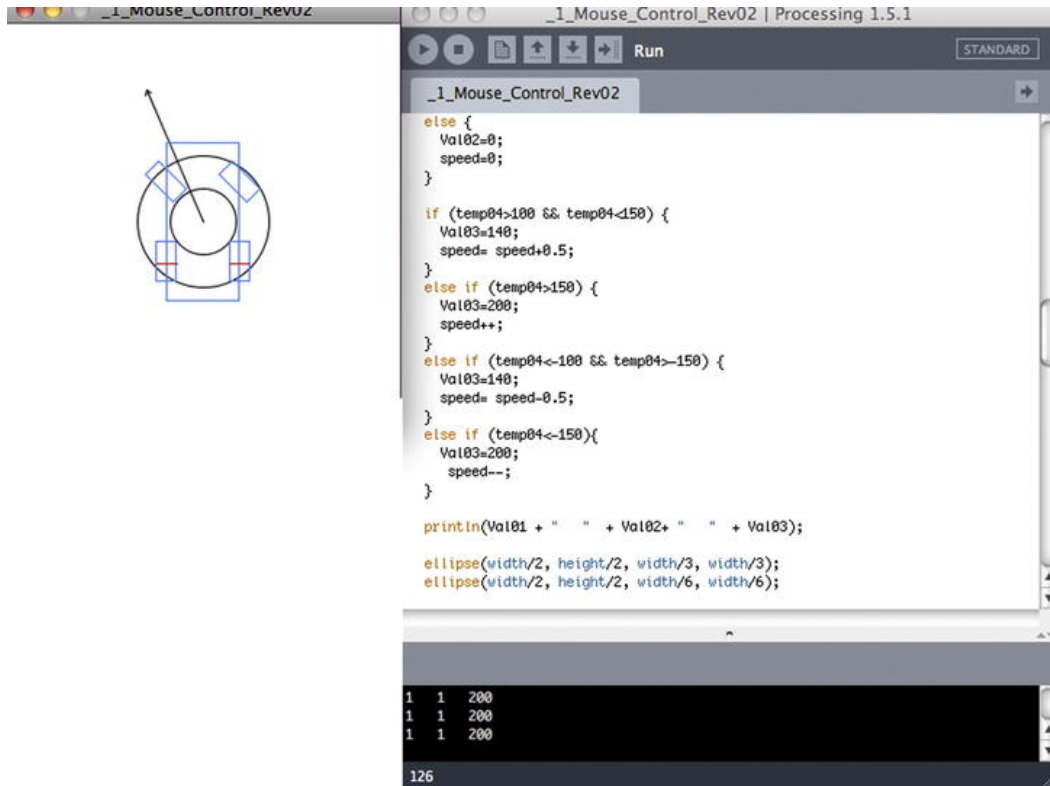 _1_Mouse_Control_Rev02
_1_Mouse_Control_Rev02 | Processing 1.5.1
Run
STANDARD
_1_Mouse_Control_Rev02
else {
Val02=0;
speed=0;
}
if (temp04>100 && temp04<150) {
Val03=140;
speed= speed+0.5;
}
else if (temp04>150) {
Val03=200;
speed++;
}
else if (temp04<-100 && temp04>-150) {
Val03=140;
speed= speed-0.5;
}
else if (temp04<-150){
Val03=200;
speed--;
}
println(Val01 + "   "  + Val02+ "   "  + Val03);
ellipse(width/2, height/2, width/3, width/3);
ellipse(width/2, height/2, width/6, width/6);
1   1   200
1   1   200
1   1   200
126